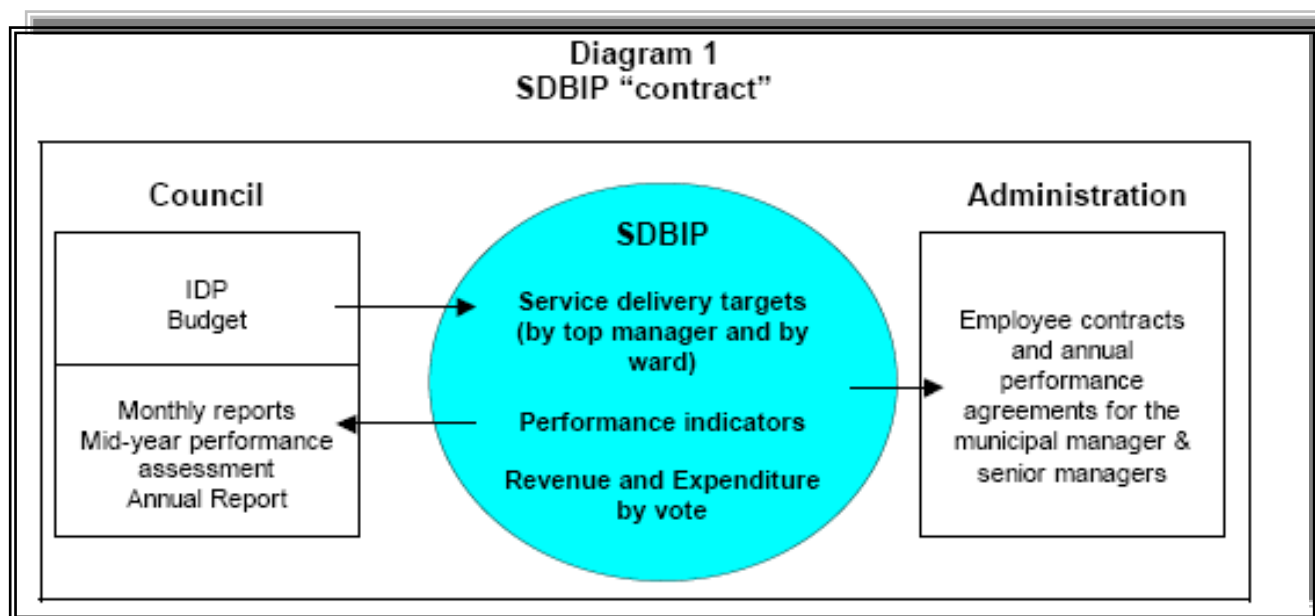 Diagram 1
SDBIP “contract”
Council
IDP
Budget
Monthly reports
Mid-year performance
assessment
Annual Report
SDBIP
Service delivery targets
(by top manager and by
ward)
Performance indicators
Revenue and Expenditure
by vote
Administration
Employee contracts
and annual
performance
agreements for the
municipal manager &
senior managers